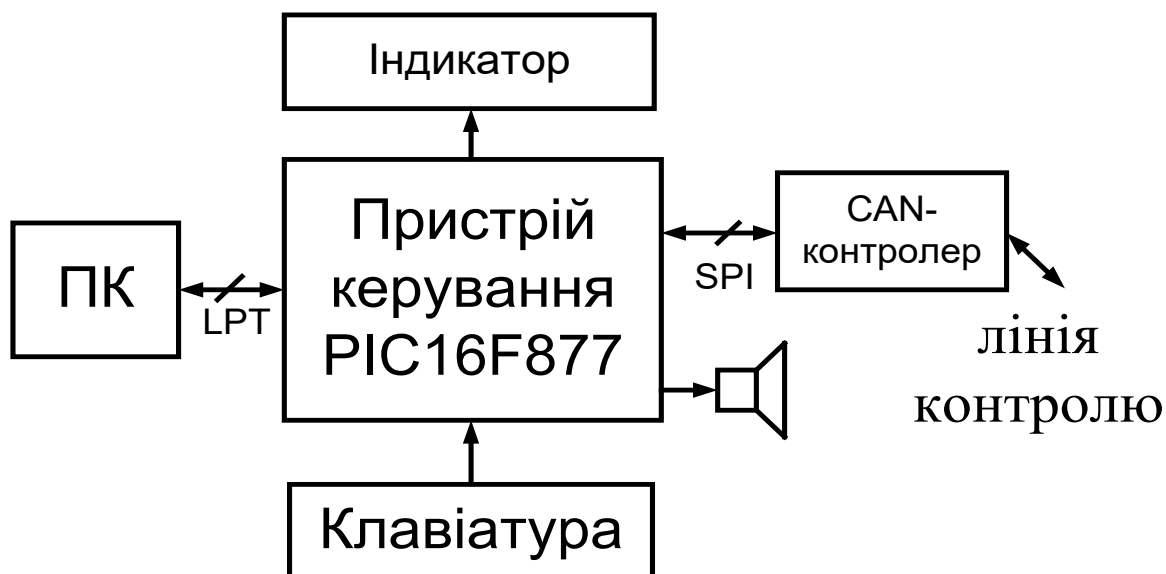 Індикатор
Пристрій
керування
PIC16F877
ПК
LPT
SPI
CAN-
контролер
лінія
контролю
Клавіатура